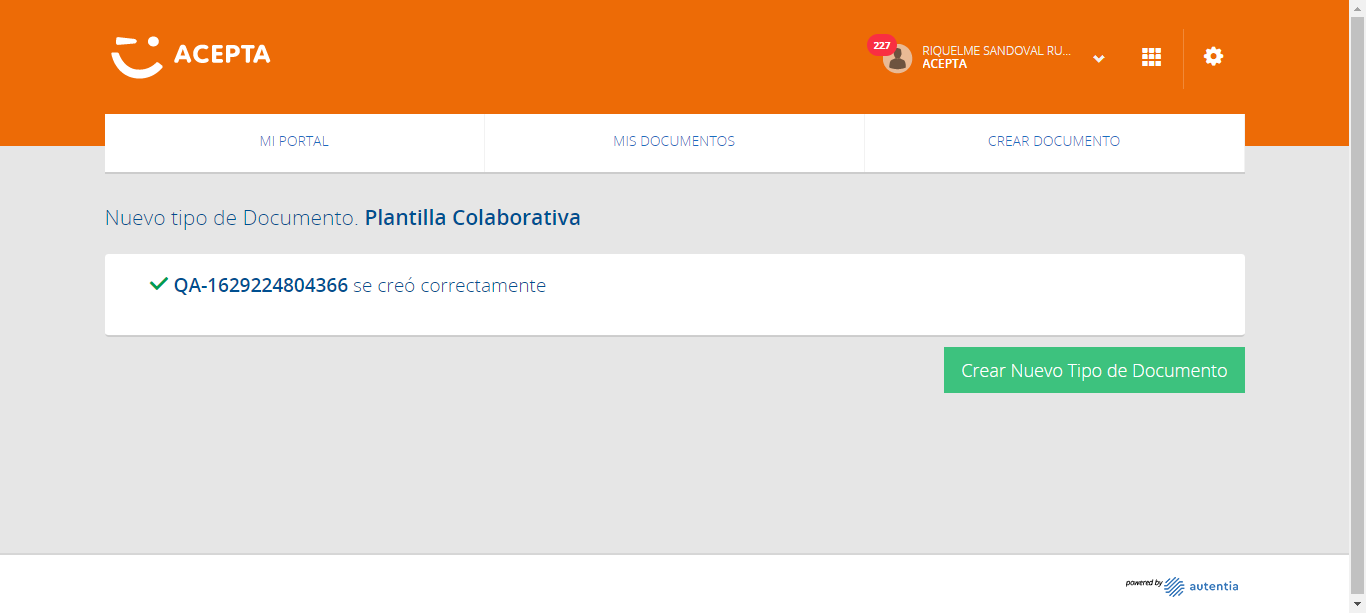 ACEPTA
227
RIQUELME SANDOVAL RU...
ACEPTA
MI PORTAL
MIS DOCUMENTOS
CREAR DOCUMENTO
Nuevo tipo de Documento. Plantilla Colaborativa
QA-1629224804366 se creó correctamente
Crear Nuevo Tipo de Documento
powered by autentia